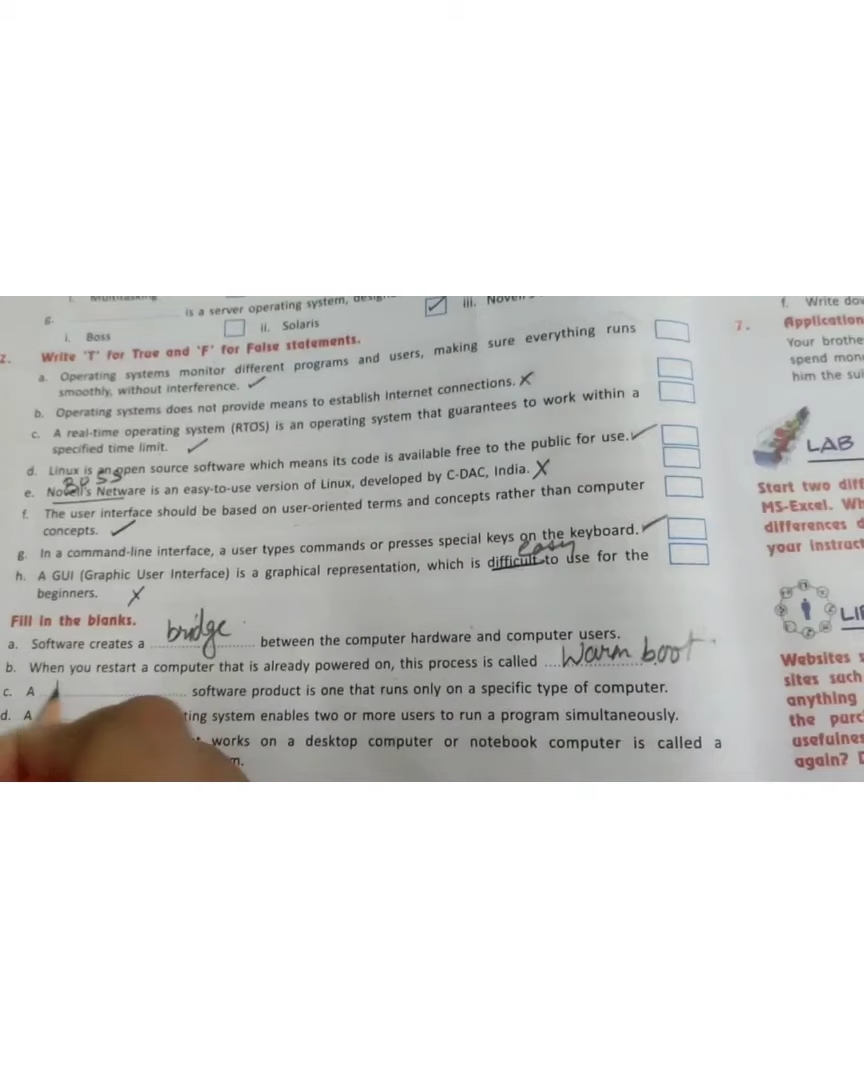 g. is a server operating system,
i. Boss ii. Solaris iii.
2. Write 'T' for True and 'F' for False statements.
a. Operating systems monitor different programs and users, making sure everything runs
smoothly, without interference. ✓
b. Operating systems does not provide means to establish Internet connections. X
c. A real-time operating system (RTOS) is an operating system that guarantees to work within a
specified time limit. ✓
d. Linux is an open source software which means its code is available free to the public for use. ✓
e. Novell's Netware is an easy-to-use version of Linux, developed by C-DAC, India. X
f. The user interface should be based on user-oriented terms and concepts rather than computer
concepts. ✓
g. In a command-line interface, a user types commands or presses special keys on the keyboard. ✓
easy
h. A GUI (Graphic User Interface) is a graphical representation, which is difficult to use for the
beginners. X
Fill in the blanks.
a. Software creates a bridge between the computer hardware and computer users.
b. When you restart a computer that is already powered on, this process is called Warm boot
c. A software product is one that runs only on a specific type of computer.
d. A ting system enables two or more users to run a program simultaneously.
works on a desktop computer or notebook computer is called a
m.
f. Write
7. Application
Your brothe
spend
him the
LAB
Start two diff
MS-Excel.
differences
your instruct
LI
Websites
sites such
anything
the
usefulnes
again?